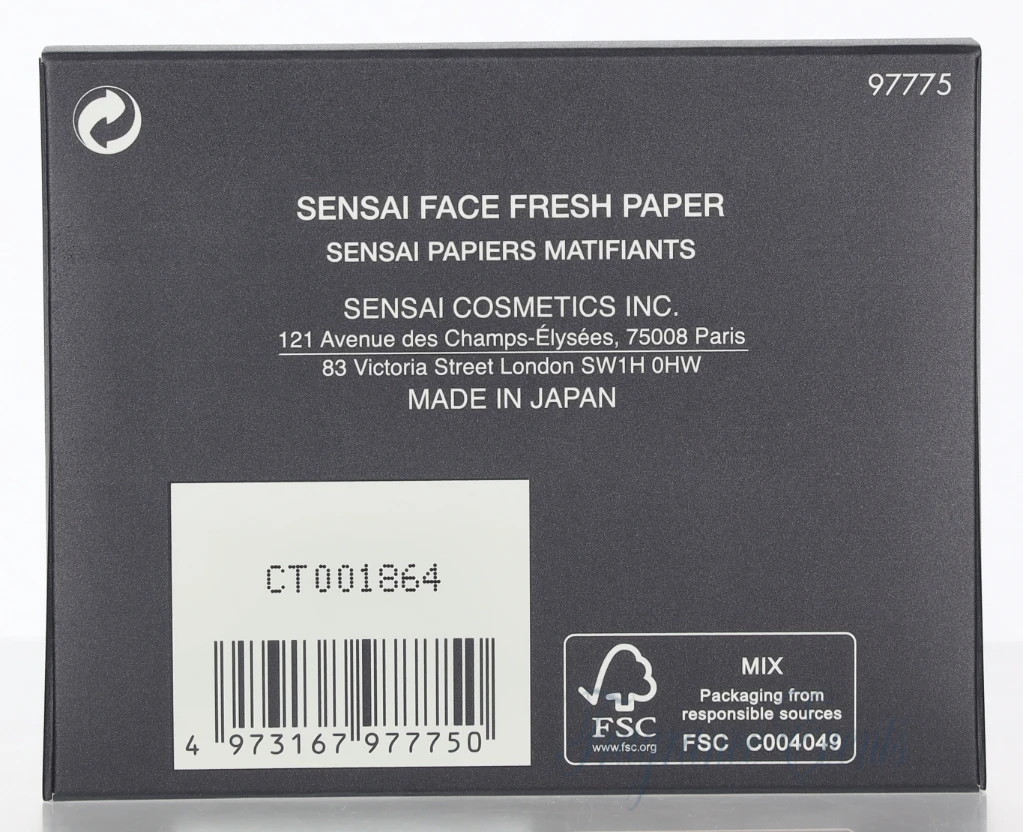 97775
SENSAI FACE FRESH PAPER
SENSAI PAPIERS MATIFIANTS
SENSAI COSMETICS INC.
121 Avenue des Champs-Élysées, 75008 Paris
83 Victoria Street London SW1H 0HW
MADE IN JAPAN
CT001864
4 973167 977750
FSC
www.fsc.org
MIX
Packaging from
responsible sources
FSC C004049